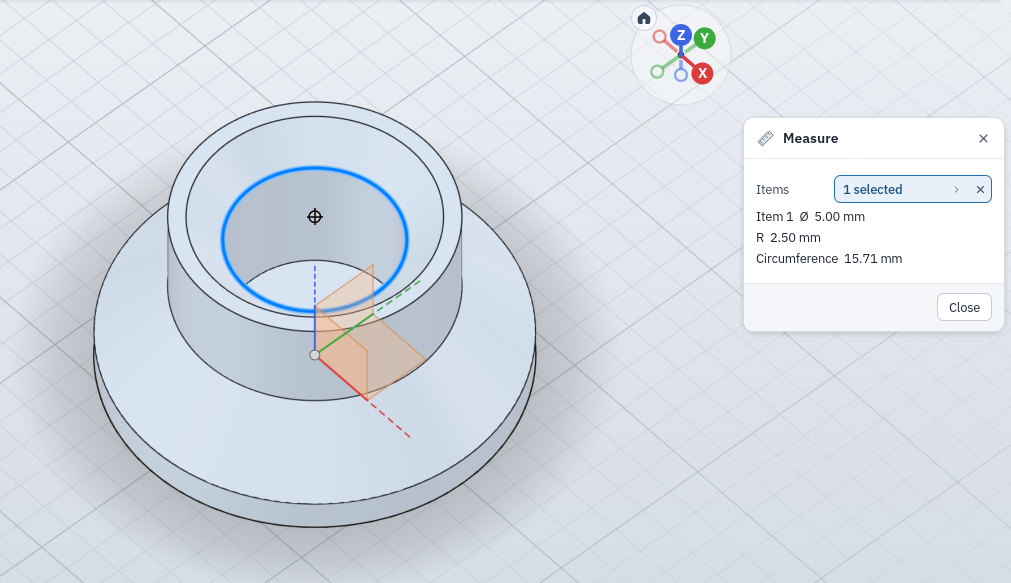 Z
Y
X
Measure
Items 1 selected
Item 1 Ø 5.00 mm
R 2.50 mm
Circumference 15.71 mm
Close